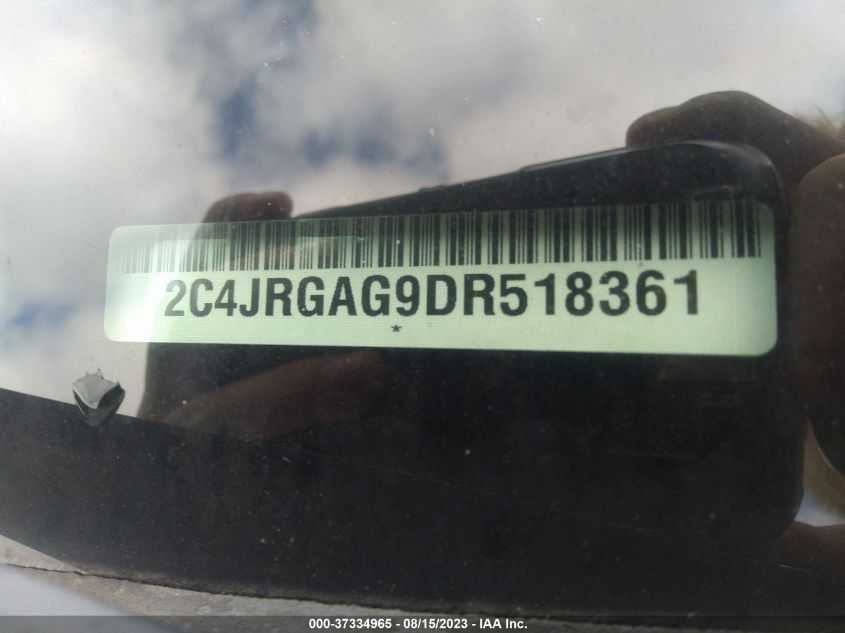 2C4JRGAG9DR518361
*
000-37334965 - 08/15/2023 - IAA Inc.